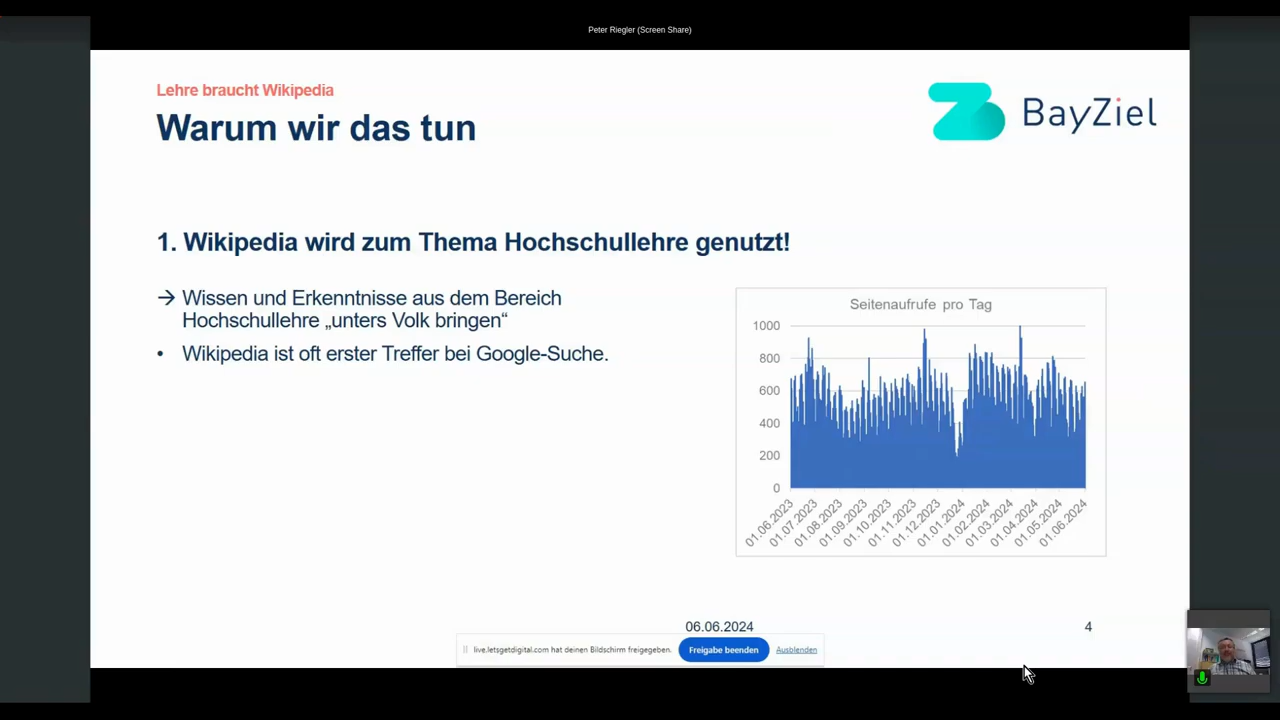 Peter Riegler (Screen Share)
Lehre braucht Wikipedia
Warum wir das tun
BayZiel
1. Wikipedia wird zum Thema Hochschullehre genutzt!
→ Wissen und Erkenntnisse aus dem Bereich
Hochschullehre „unters Volk bringen“
• Wikipedia ist oft erster Treffer bei Google-Suche.
Seitenaufrufe pro Tag
1000
800
600
400
200
0
01.06.2023
01.07.2023
01.08.2023
01.09.2023
01.10.2023
01.11.2023
01.12.2023
01.01.2024
01.02.2024
01.03.2024
01.04.2024
01.05.2024
01.06.2024
06.06.2024
4
live.letsgetdigital.com hat deinen Bildschirm freigegeben.
Freigabe beenden
Ausblenden